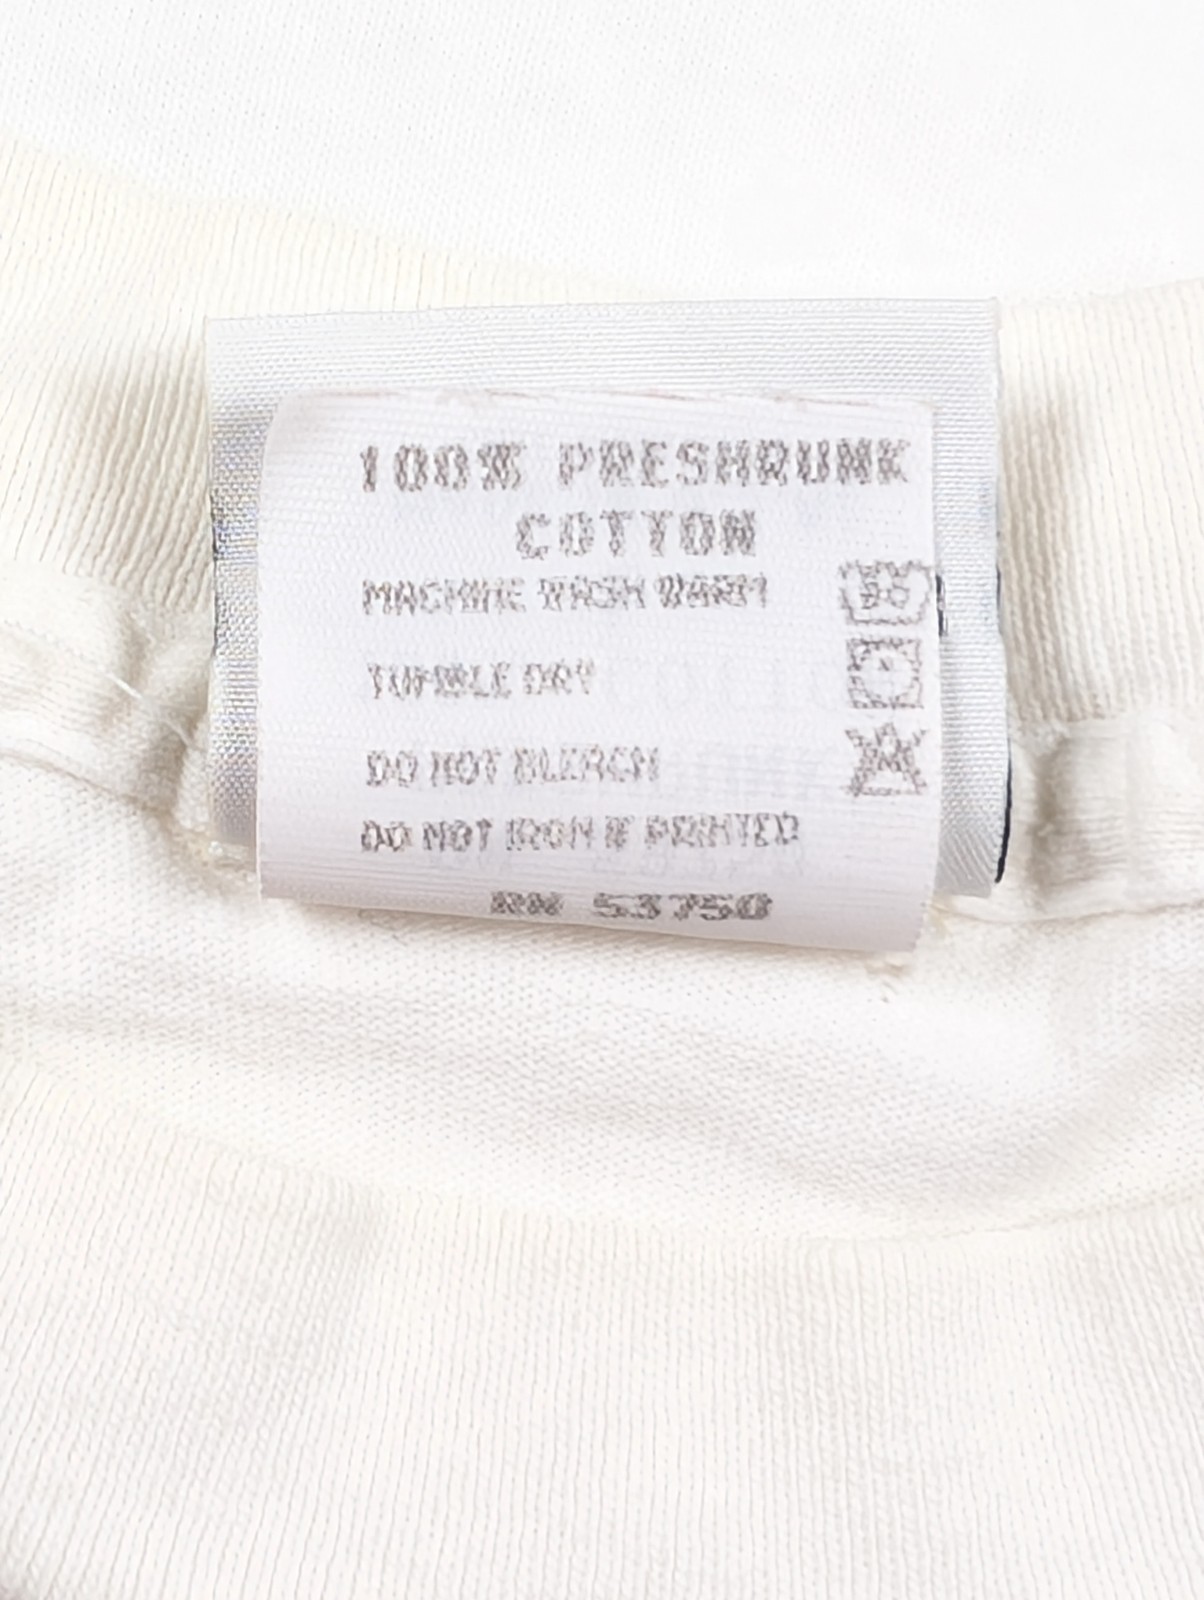 100% PRESHRUNK
COTTON
MACHINE WASH WARM
TUMBLE DRY
DO NOT BLEACH
DO NOT IRON IF PRINTED
RN 53750